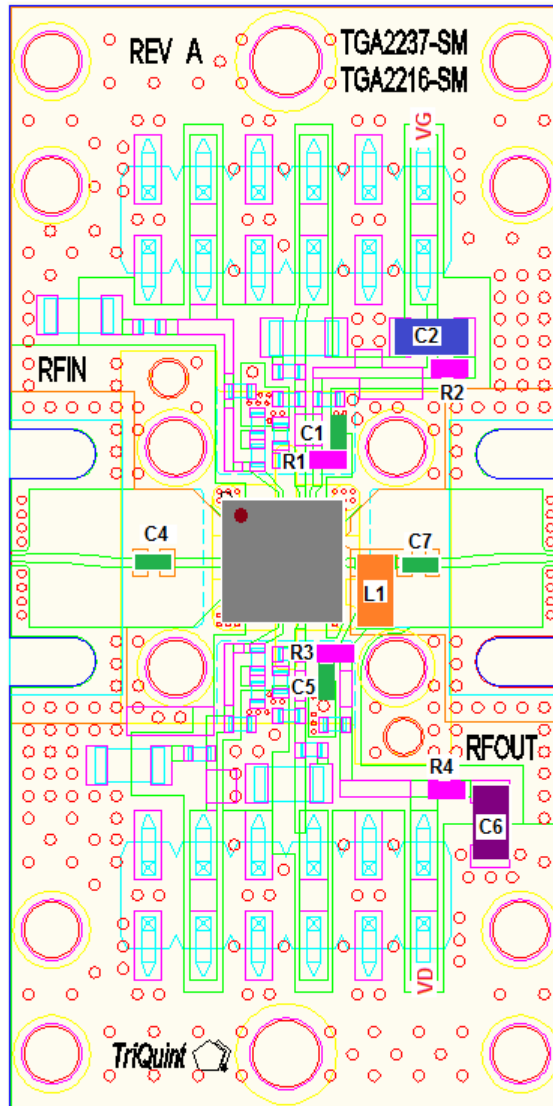 REV A
TGA2237-SM
TGA2216-SM
VG
C2
RFIN
R2
C1
R1
C4
C7
L1
R3
C5
RFOUT
R4
C6
VD
TriQuint